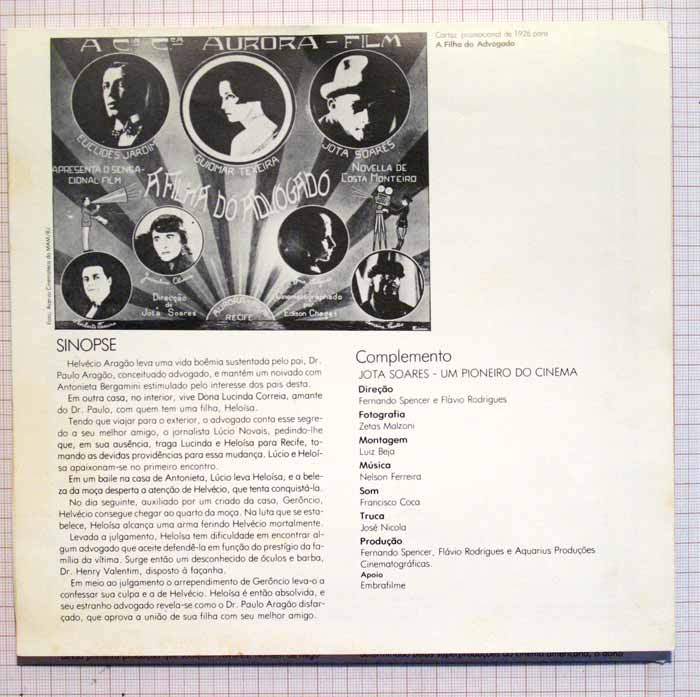 A Cia Cta AURORA-FILM
EUCLIDES JARDIM
GUIOMAR TEXEIRA
JOTA SOARES
APRESENTA O SENSA-
CIONAL FILM
A FILHA DO ADVOGADO
NOVELLA DE
COSTA MONTEIRO
Direcção
de
Jota Soares
AURORA-
RECIFE
Cinematographado
por
Edison Chagas
Foto: Acervo Cinemateca do MAM/RJ
Cartaz promocional de 1926 para
A Filha do Advogado
SINOPSE
Helvécio Aragão leva uma vida boêmia sustentada pelo pai, Dr.
Paulo Aragão, conceituado advogado, e mantém um noivado com
Antonieta Bergamini estimulado pelo interesse dos pais desta.
Em outra casa, no interior, vive Dona Lucinda Correia, amante
do Dr. Paulo, com quem tem uma filha, Heloísa.
Tendo que viajar para o exterior, o advogado conta esse segre-
do a seu melhor amigo, o jornalista Lúcio Novais, pedindo-lhe
que, em sua ausência, traga Lucinda e Heloísa para Recife, to-
mando as devidas providências para essa mudança. Lúcio e Heloí-
sa apaixonam-se no primeiro encontro.
Em um baile na casa de Antonieta, Lúcio leva Heloísa, e a bele-
za da moça desperta a atenção de Helvécio, que tenta conquistá-la.
No dia seguinte, auxiliado por um criado da casa, Gerôncio,
Helvécio consegue chegar ao quarto da moça. Na luta que se esta-
belece, Heloísa alcança uma arma ferindo Helvécio mortalmente.
Levada a julgamento, Heloísa tem dificuldade em encontrar al-
gum advogado que aceite defendê-la em função do prestígio da fa-
mília da vítima. Surge então um desconhecido de óculos e barba,
Dr. Henry Valentim, disposto à façanha.
Em meio ao julgamento o arrependimento de Gerôncio leva-o a
confessar sua culpa e a de Helvécio. Heloísa é então absolvida, e
seu estranho advogado revela-se como o Dr. Paulo Aragão disfar-
çado, que aprova a união de sua filha com seu melhor amigo.
Complemento
JOTA SOARES - UM PIONEIRO DO CINEMA
Direção
Fernando Spencer e Flávio Rodrigues
Fotografia
Zetas Malzoni
Montagem
Luiz Beja
Música
Nelson Ferreira
Som
Francisco Coca
Truca
José Nicola
Produção
Fernando Spencer, Flávio Rodrigues e Aquarius Produções
Cinematográficas.
Apoio
Embrafilme